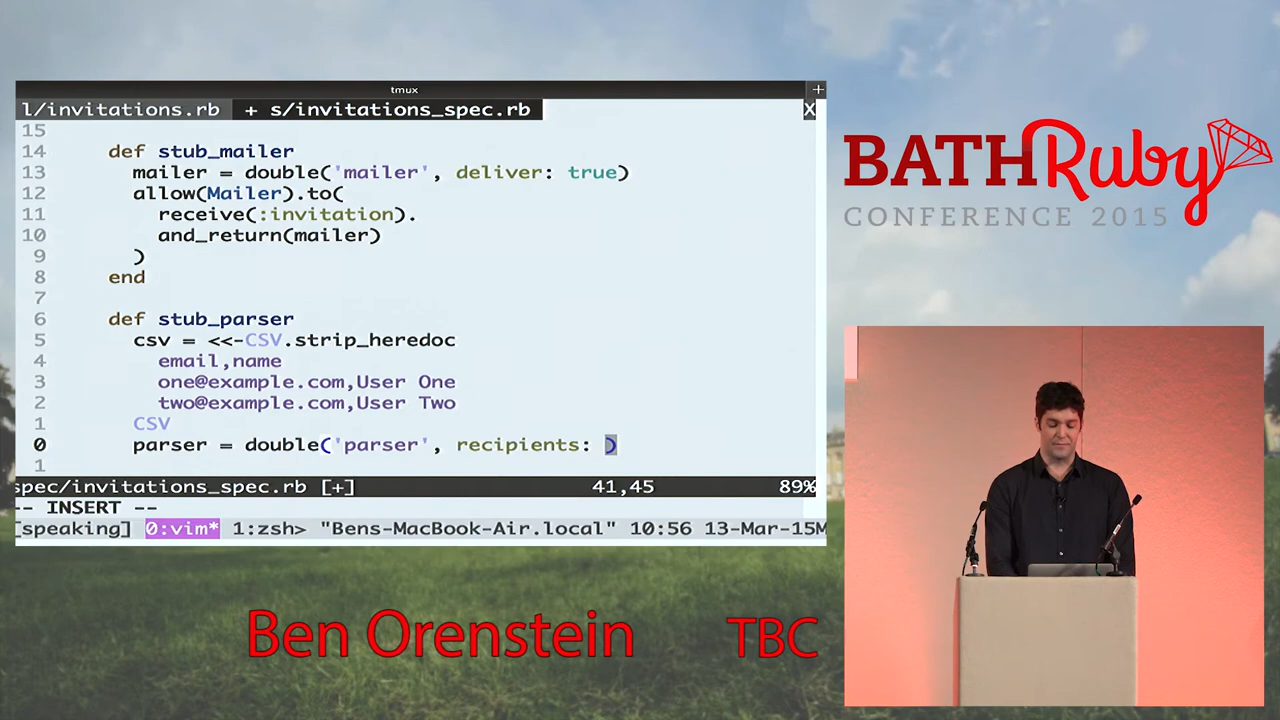 tmux
+
l/invitations.rb + s/invitations_spec.rb X
15
14 def stub_mailer
13 mailer = double('mailer', deliver: true)
12 allow(Mailer).to(
11 receive(:invitation).
10 and_return(mailer)
9 )
8 end
7
6 def stub_parser
5 csv = <<-CSV.strip_heredoc
4 email,name
3 one@example.com,User One
2 two@example.com,User Two
1 CSV
0 parser = double('parser', recipients: )
1
spec/invitations_spec.rb [+] 41,45 89%
-- INSERT --
[speaking] 0:vim* 1:zsh> "Bens-MacBook-Air.local" 10:56 13-Mar-15M
BATHRuby
CONFERENCE 2015
Ben Orenstein TBC